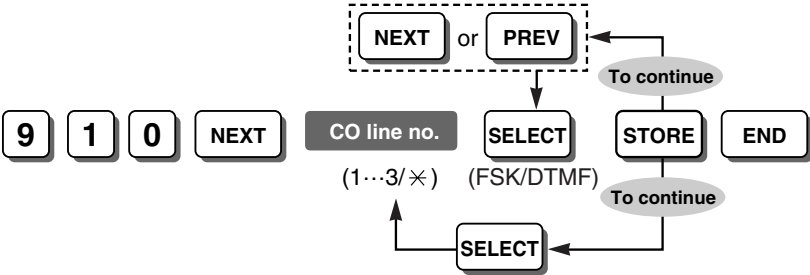 NEXT or PREV
To continue
9 1 0 NEXT CO line no. SELECT STORE END
(1···3/✳) (FSK/DTMF)
To continue
SELECT